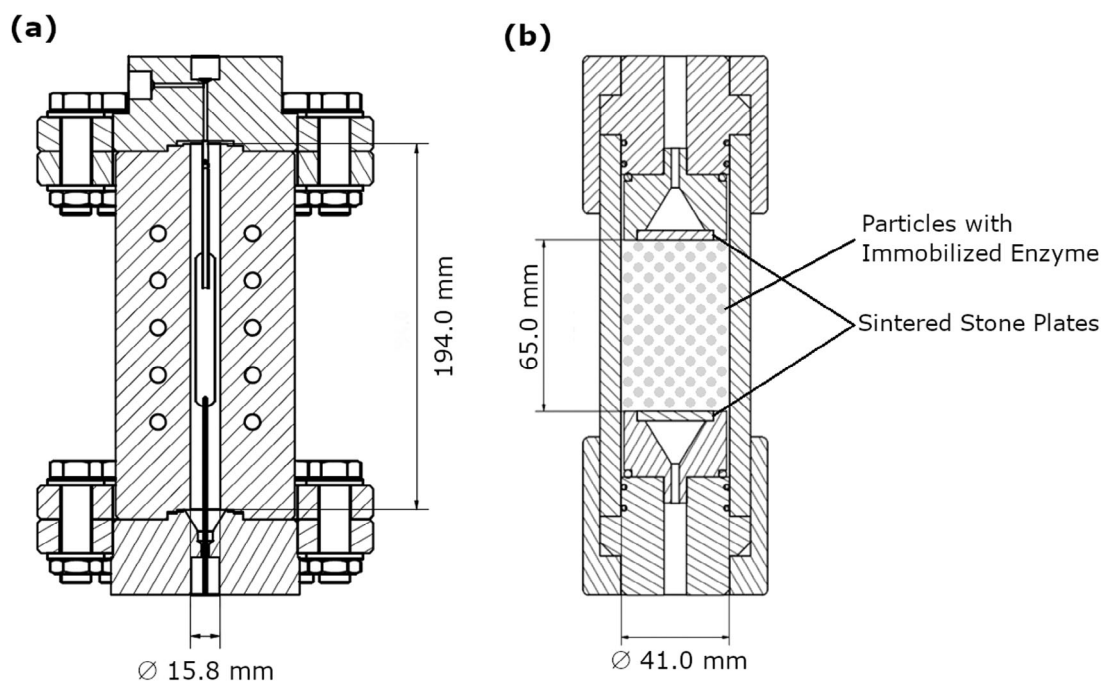 (a)
(b)
194.0 mm
Ø 15.8 mm
65.0 mm
Ø 41.0 mm
Particles with
Immobilized Enzyme
Sintered Stone Plates